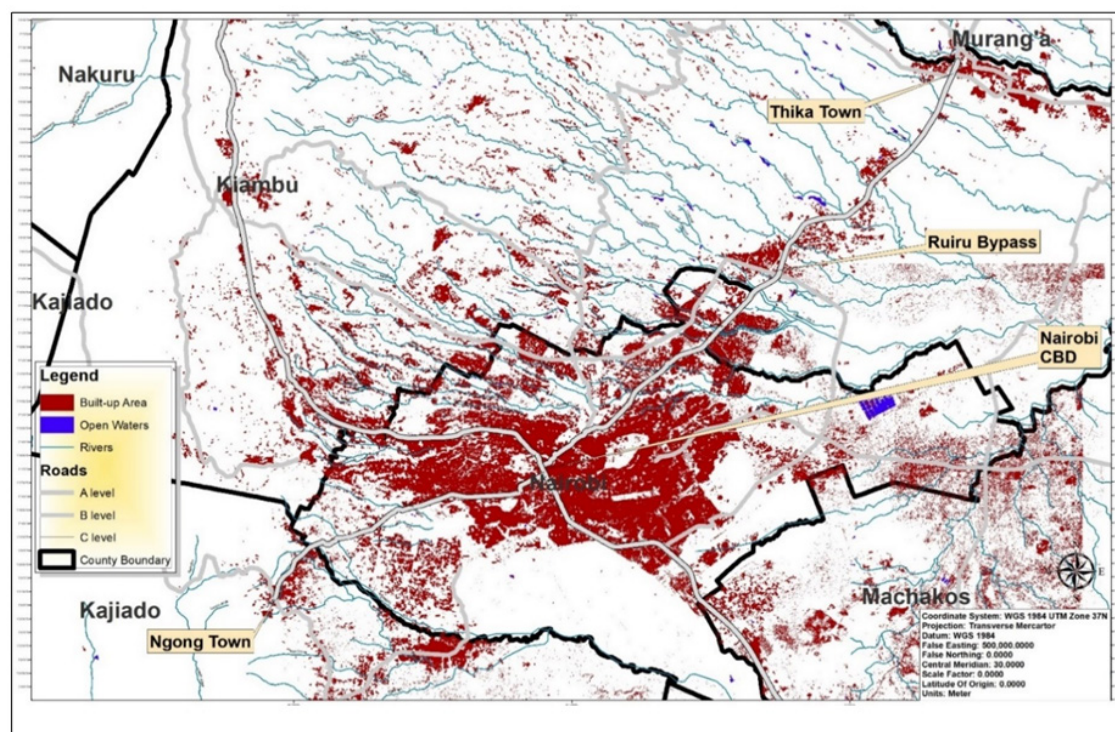 Murang'a
Nakuru
Thika Town
Kiambu
Ruiru Bypass
Kajiado
Nairobi
CBD
Legend
Built-up Area
Open Waters
Rivers
Roads
A level
B level
C level
County Boundary
Nairobi
Kajiado
Machakos
E
Ngong Town
Coordinate System: WGS 1984 UTM Zone 37N
Projection: Transverse Mercartor
Datum: WGS 1984
False Easting: 500,000.0000
False Northing: 0.0000
Central Meridian: 30.0000
Scale Factor: 0.0000
Latitude Of Origin: 0.0000
Units: Meter